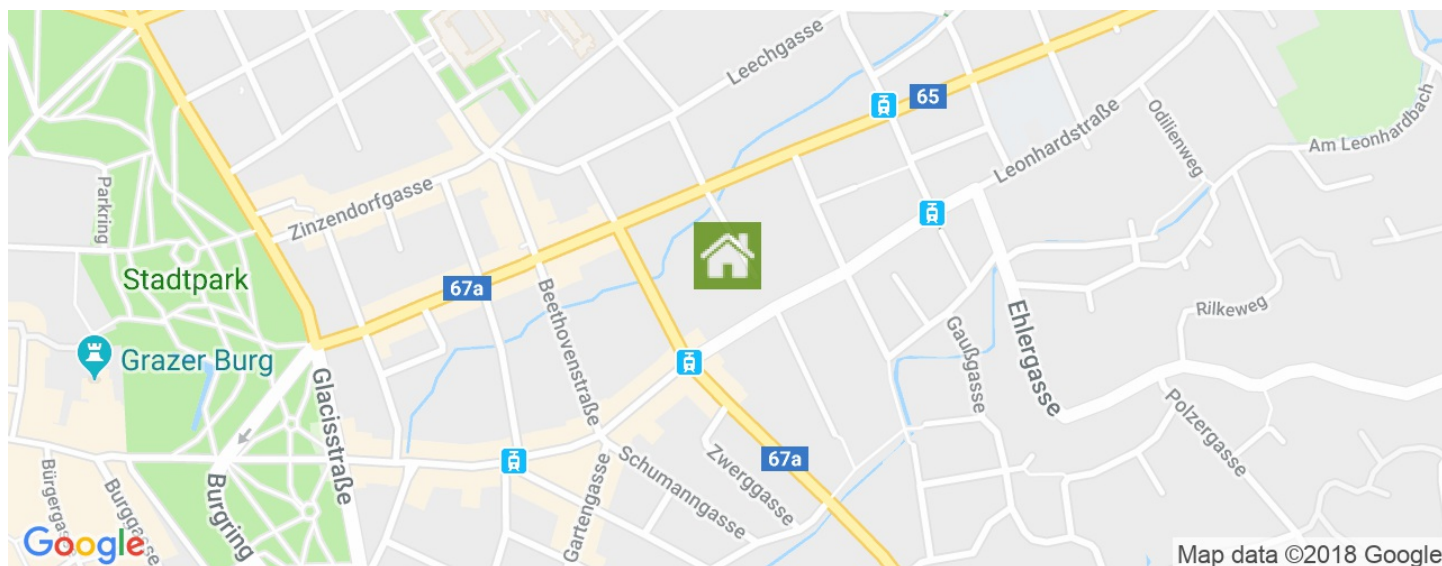 Leechgasse
65
Leonhardstraße
Odilienweg
Am Leonhardbach
Parkring
Zinzendorfgasse
Stadtpark
67a
Beethovenstraße
Rilkeweg
Ehlergasse
Gaußgasse
Grazer Burg
Glacisstraße
Polzergasse
67a
Schumanngasse
Zwerggasse
Gartengasse
Burgring
Burggasse
Google
Map data ©2018 Google